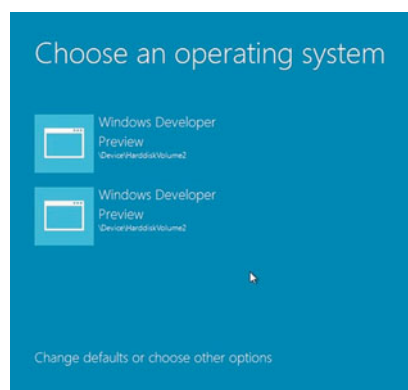 Choose an operating system
Windows Developer
Preview
\Device\HarddiskVolume2
Windows Developer
Preview
\Device\HarddiskVolume2
Change defaults or choose other options